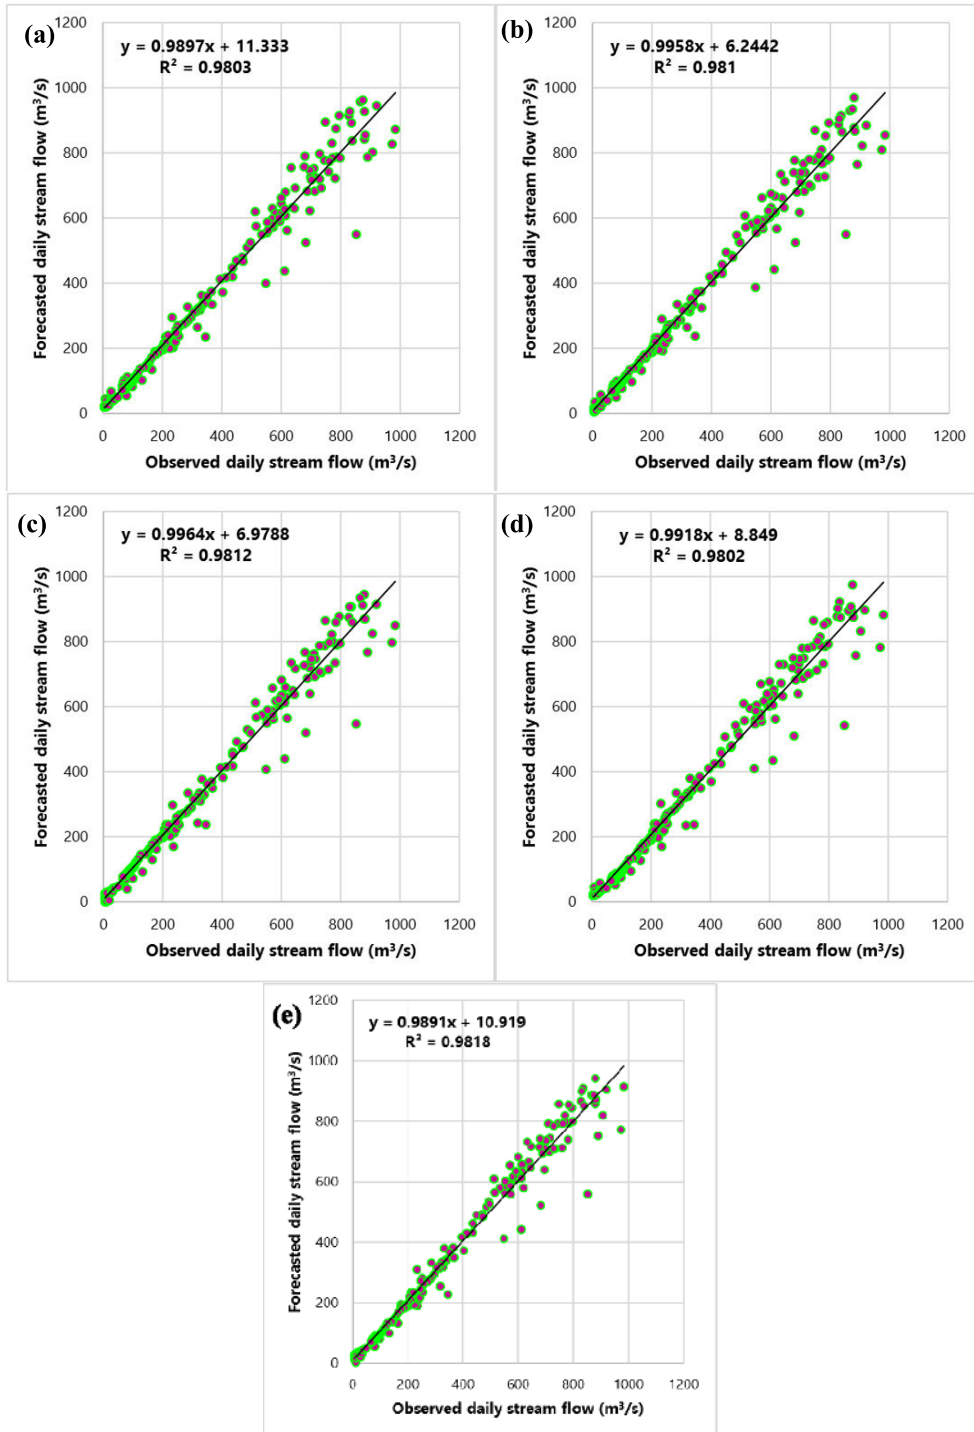 (a)
y = 0.9897x + 11.333
R² = 0.9803
1200
1000
800
600
400
200
0
Forecasted daily stream flow (m³/s)
0 200 400 600 800 1000 1200
Observed daily stream flow (m³/s)
(b)
y = 0.9958x + 6.2442
R² = 0.981
1200
1000
800
600
400
200
0
Forecasted daily stream flow (m³/s)
0 200 400 600 800 1000 1200
Observed daily stream flow (m³/s)
(c)
y = 0.9964x + 6.9788
R² = 0.9812
1200
1000
800
600
400
200
0
Forecasted daily stream flow (m³/s)
0 200 400 600 800 1000 1200
Observed daily stream flow (m³/s)
(d)
y = 0.9918x + 8.849
R² = 0.9802
1200
1000
800
600
400
200
0
Forecasted daily stream flow (m³/s)
0 200 400 600 800 1000 1200
Observed daily stream flow (m³/s)
(e)
y = 0.9891x + 10.919
R² = 0.9818
1200
1000
800
600
400
200
0
Forecasted daily stream flow (m³/s)
0 200 400 600 800 1000 1200
Observed daily stream flow (m³/s)